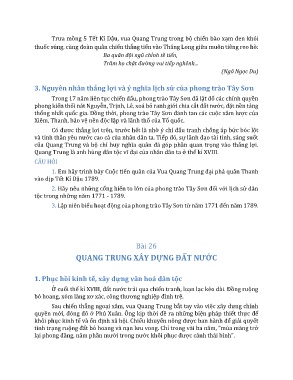 Trưa mồng 5 Tết Kỉ Dậu, vua Quang Trung trong bộ chiến bào xạm đen khói
thuốc súng, cùng đoàn quân chiến thắng tiến vào Thăng Long giữa muôn tiếng reo hò:
Ba quân đội ngũ chỉnh tề tiến,
Trăm họ chật đường vui tiếp nghênh...
(Ngô Ngọc Du)
3. Nguyên nhân thắng lợi và ý nghĩa lịch sử của phong trào Tây Sơn
Trong 17 năm liên tục chiến đấu, phong trào Tây Sơn đã lật đổ các chính quyền
phong kiến thối nát Nguyễn, Trịnh, Lê, xoá bỏ ranh giới chia cắt đất nước, đặt nền tảng
thống nhất quốc gia. Đồng thời, phong trào Tây Sơn đánh tan các cuộc xâm lược của
Xiêm, Thanh, bảo vệ nền độc lập và lãnh thổ của Tổ quốc.
Có được thắng lợi trên, trước hết là nhờ ý chí đấu tranh chống áp bức bóc lột
và tinh thần yêu nước cao cả của nhân dân ta. Tiếp đó, sự lãnh đạo tài tình, sáng suốt
của Quang Trung và bộ chỉ huy nghĩa quân đã góp phần quan trọng vào thắng lợi.
Quang Trung là anh hùng dân tộc vĩ đại của nhân dân ta ở thế kỉ XVIII.
CÂU HỎI
1. Em hãy trình bày Cuộc tiến quân của Vua Quang Trung đại phá quân Thanh
vào dịp Tết Kỉ Dậu 1789.
2. Hãy nêu những cống hiến to lớn của phong trào Tây Sơn đối với lịch sử dân
tộc trong những năm 1771 - 1789.
3. Lập niên biểu hoạt động của phong trào Tây Sơn từ năm 1771 đến năm 1789.
Bài 26
QUANG TRUNG XÂY DỰNG ĐẤT NƯỚC
1. Phục hồi kinh tế, xây dựng văn hoá dân tộc
Ở cuối thế kỉ XVIII, đất nước trải qua chiến tranh, loạn lạc kéo dài. Đồng ruộng
bỏ hoang, xóm làng xơ xác, công thương nghiệp đình trệ.
Sau chiến thắng ngoại xâm, vua Quang Trung bắt tay vào việc xây dựng chính
quyền mới, đóng đô ở Phú Xuân. Ông kịp thời đề ra những biện pháp thiết thực để
khôi phục kinh tế và ổn định xã hội. Chiếu khuyến nông được ban hành để giải quyết
tình trạng ruộng đất bỏ hoang và nạn lưu vong. Chỉ trong vài ba năm, "mùa màng trở
lại phong đăng, năm phần mười trong nước khôi phục được cảnh thái bình".